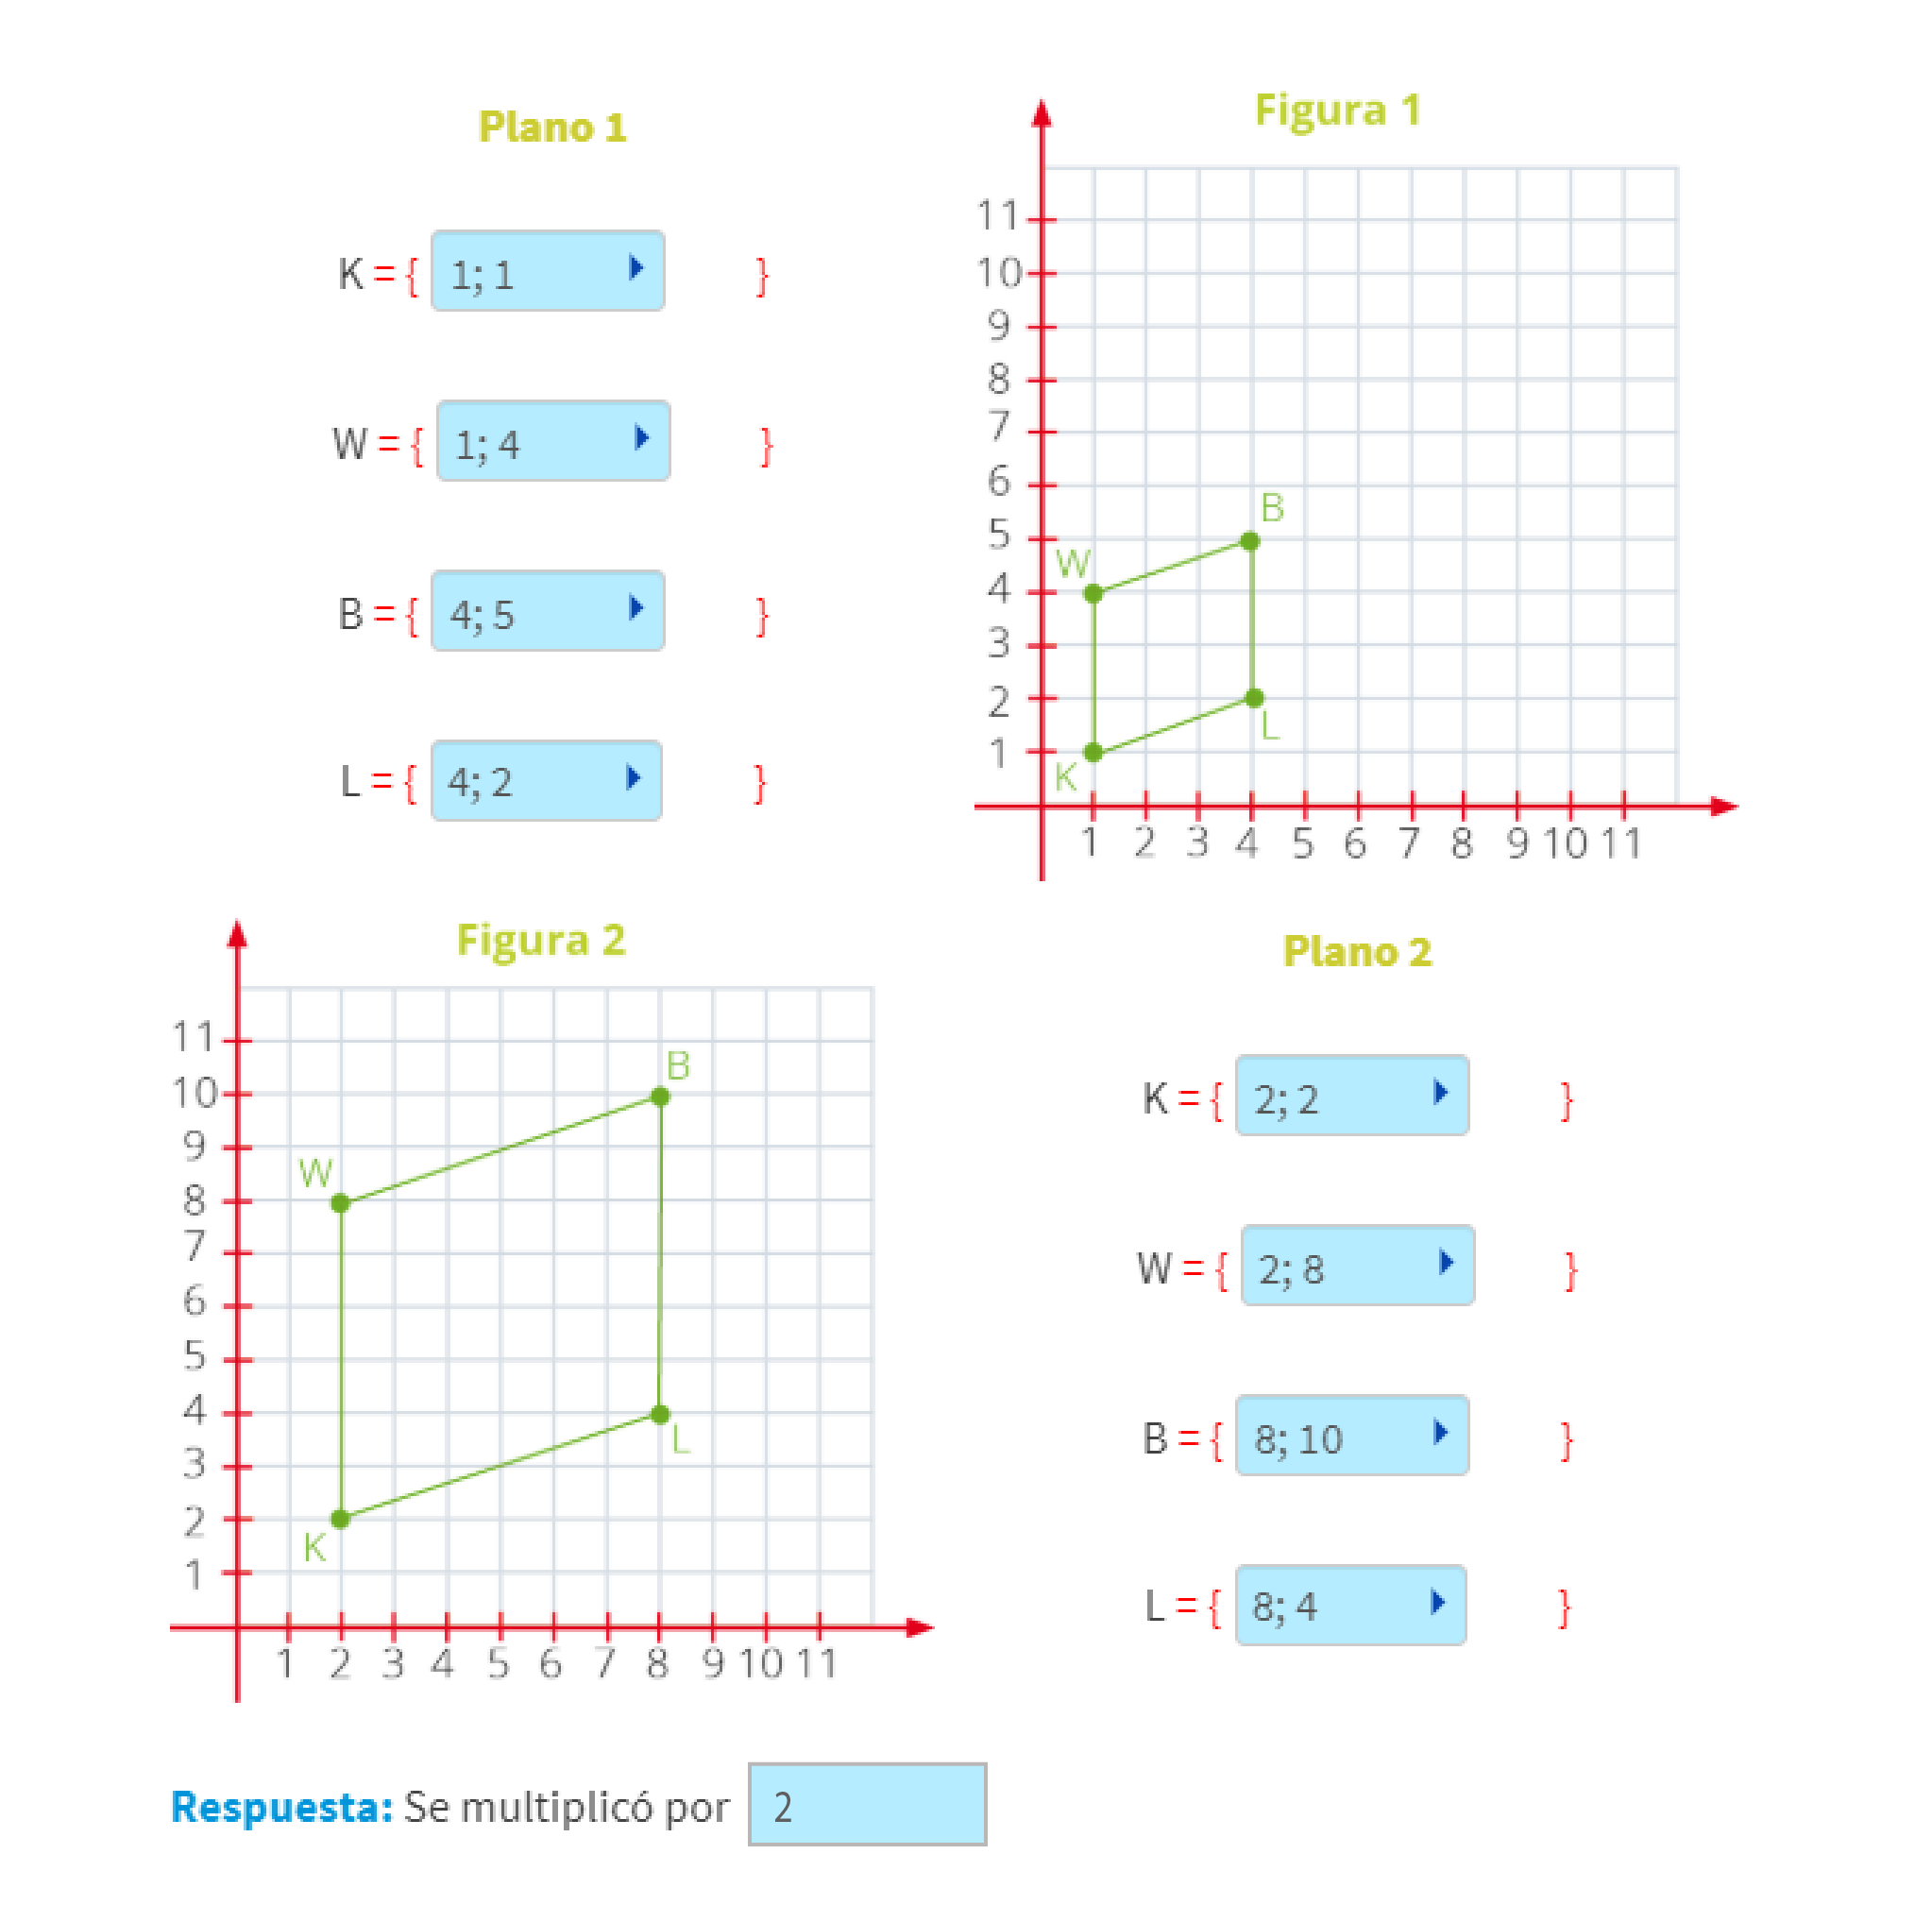 Plano 1
K = { 1; 1 }
W = { 1; 4 }
B = { 4; 5 }
L = { 4; 2 }
Figura 1
11
10
9
8
7
6
5
4
3
2
1
B
W
L
K
1 2 3 4 5 6 7 8 9 10 11
Figura 2
11
10
9
8
7
6
5
4
3
2
1
B
W
L
K
1 2 3 4 5 6 7 8 9 10 11
Plano 2
K = { 2; 2 }
W = { 2; 8 }
B = { 8; 10 }
L = { 8; 4 }
Respuesta: Se multiplicó por 2